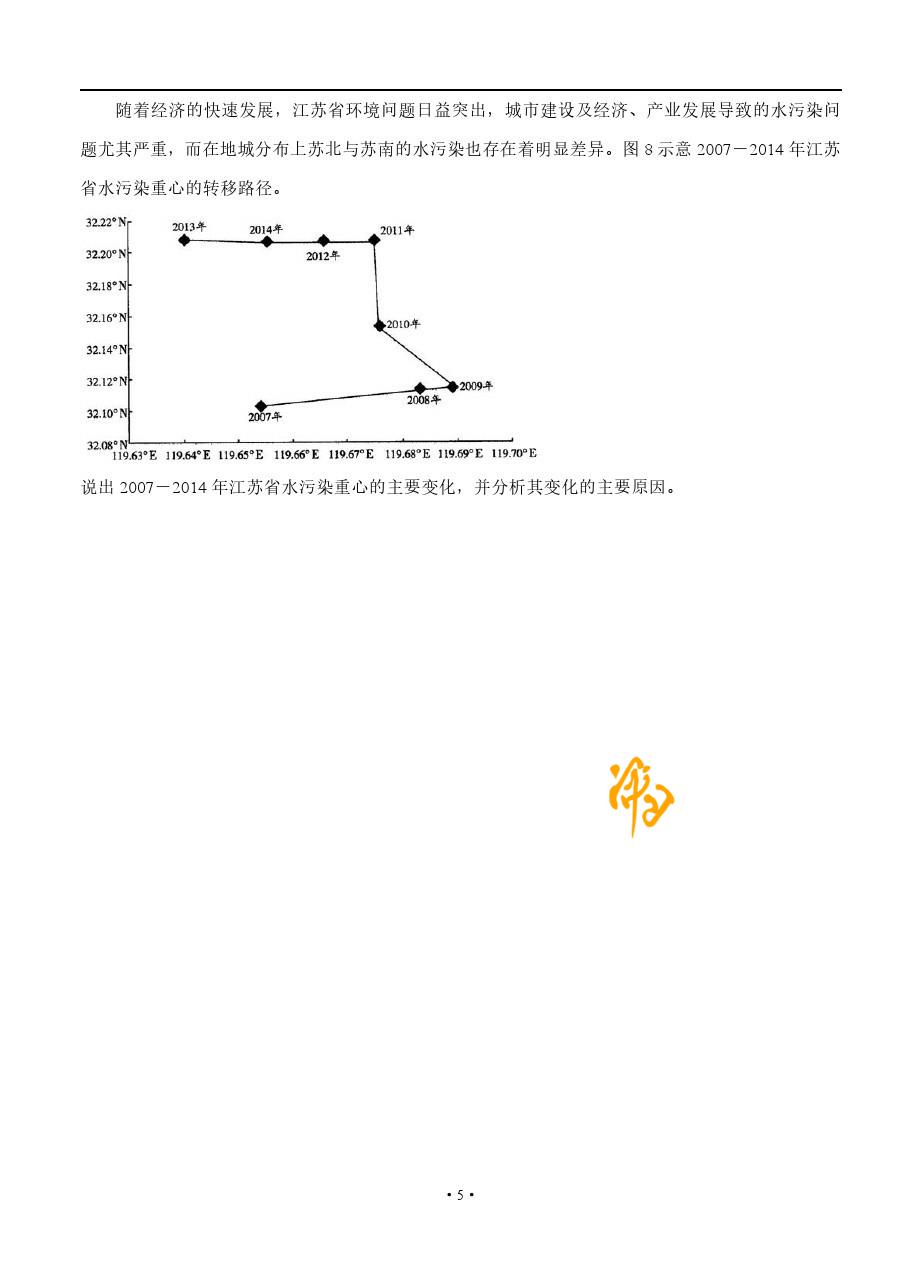 随着经济的快速发展，江苏省环境问题日益突出，城市建设及经济、产业发展导致的水污染问
题尤其严重，而在地城分布上苏北与苏南的水污染也存在着明显差异。图 8 示意 2007－2014 年江苏
省水污染重心的转移路径。
32.22°N
2013年
2014年
2011年
32.20°N
2012年
32.18°N
32.16°N
2010年
32.14°N
32.12°N
2009年
2008年
32.10°N
2007年
32.08°N
119.63°E 119.64°E 119.65°E 119.66°E 119.67°E 119.68°E 119.69°E 119.70°E
说出 2007－2014 年江苏省水污染重心的主要变化，并分析其变化的主要原因。
·5·